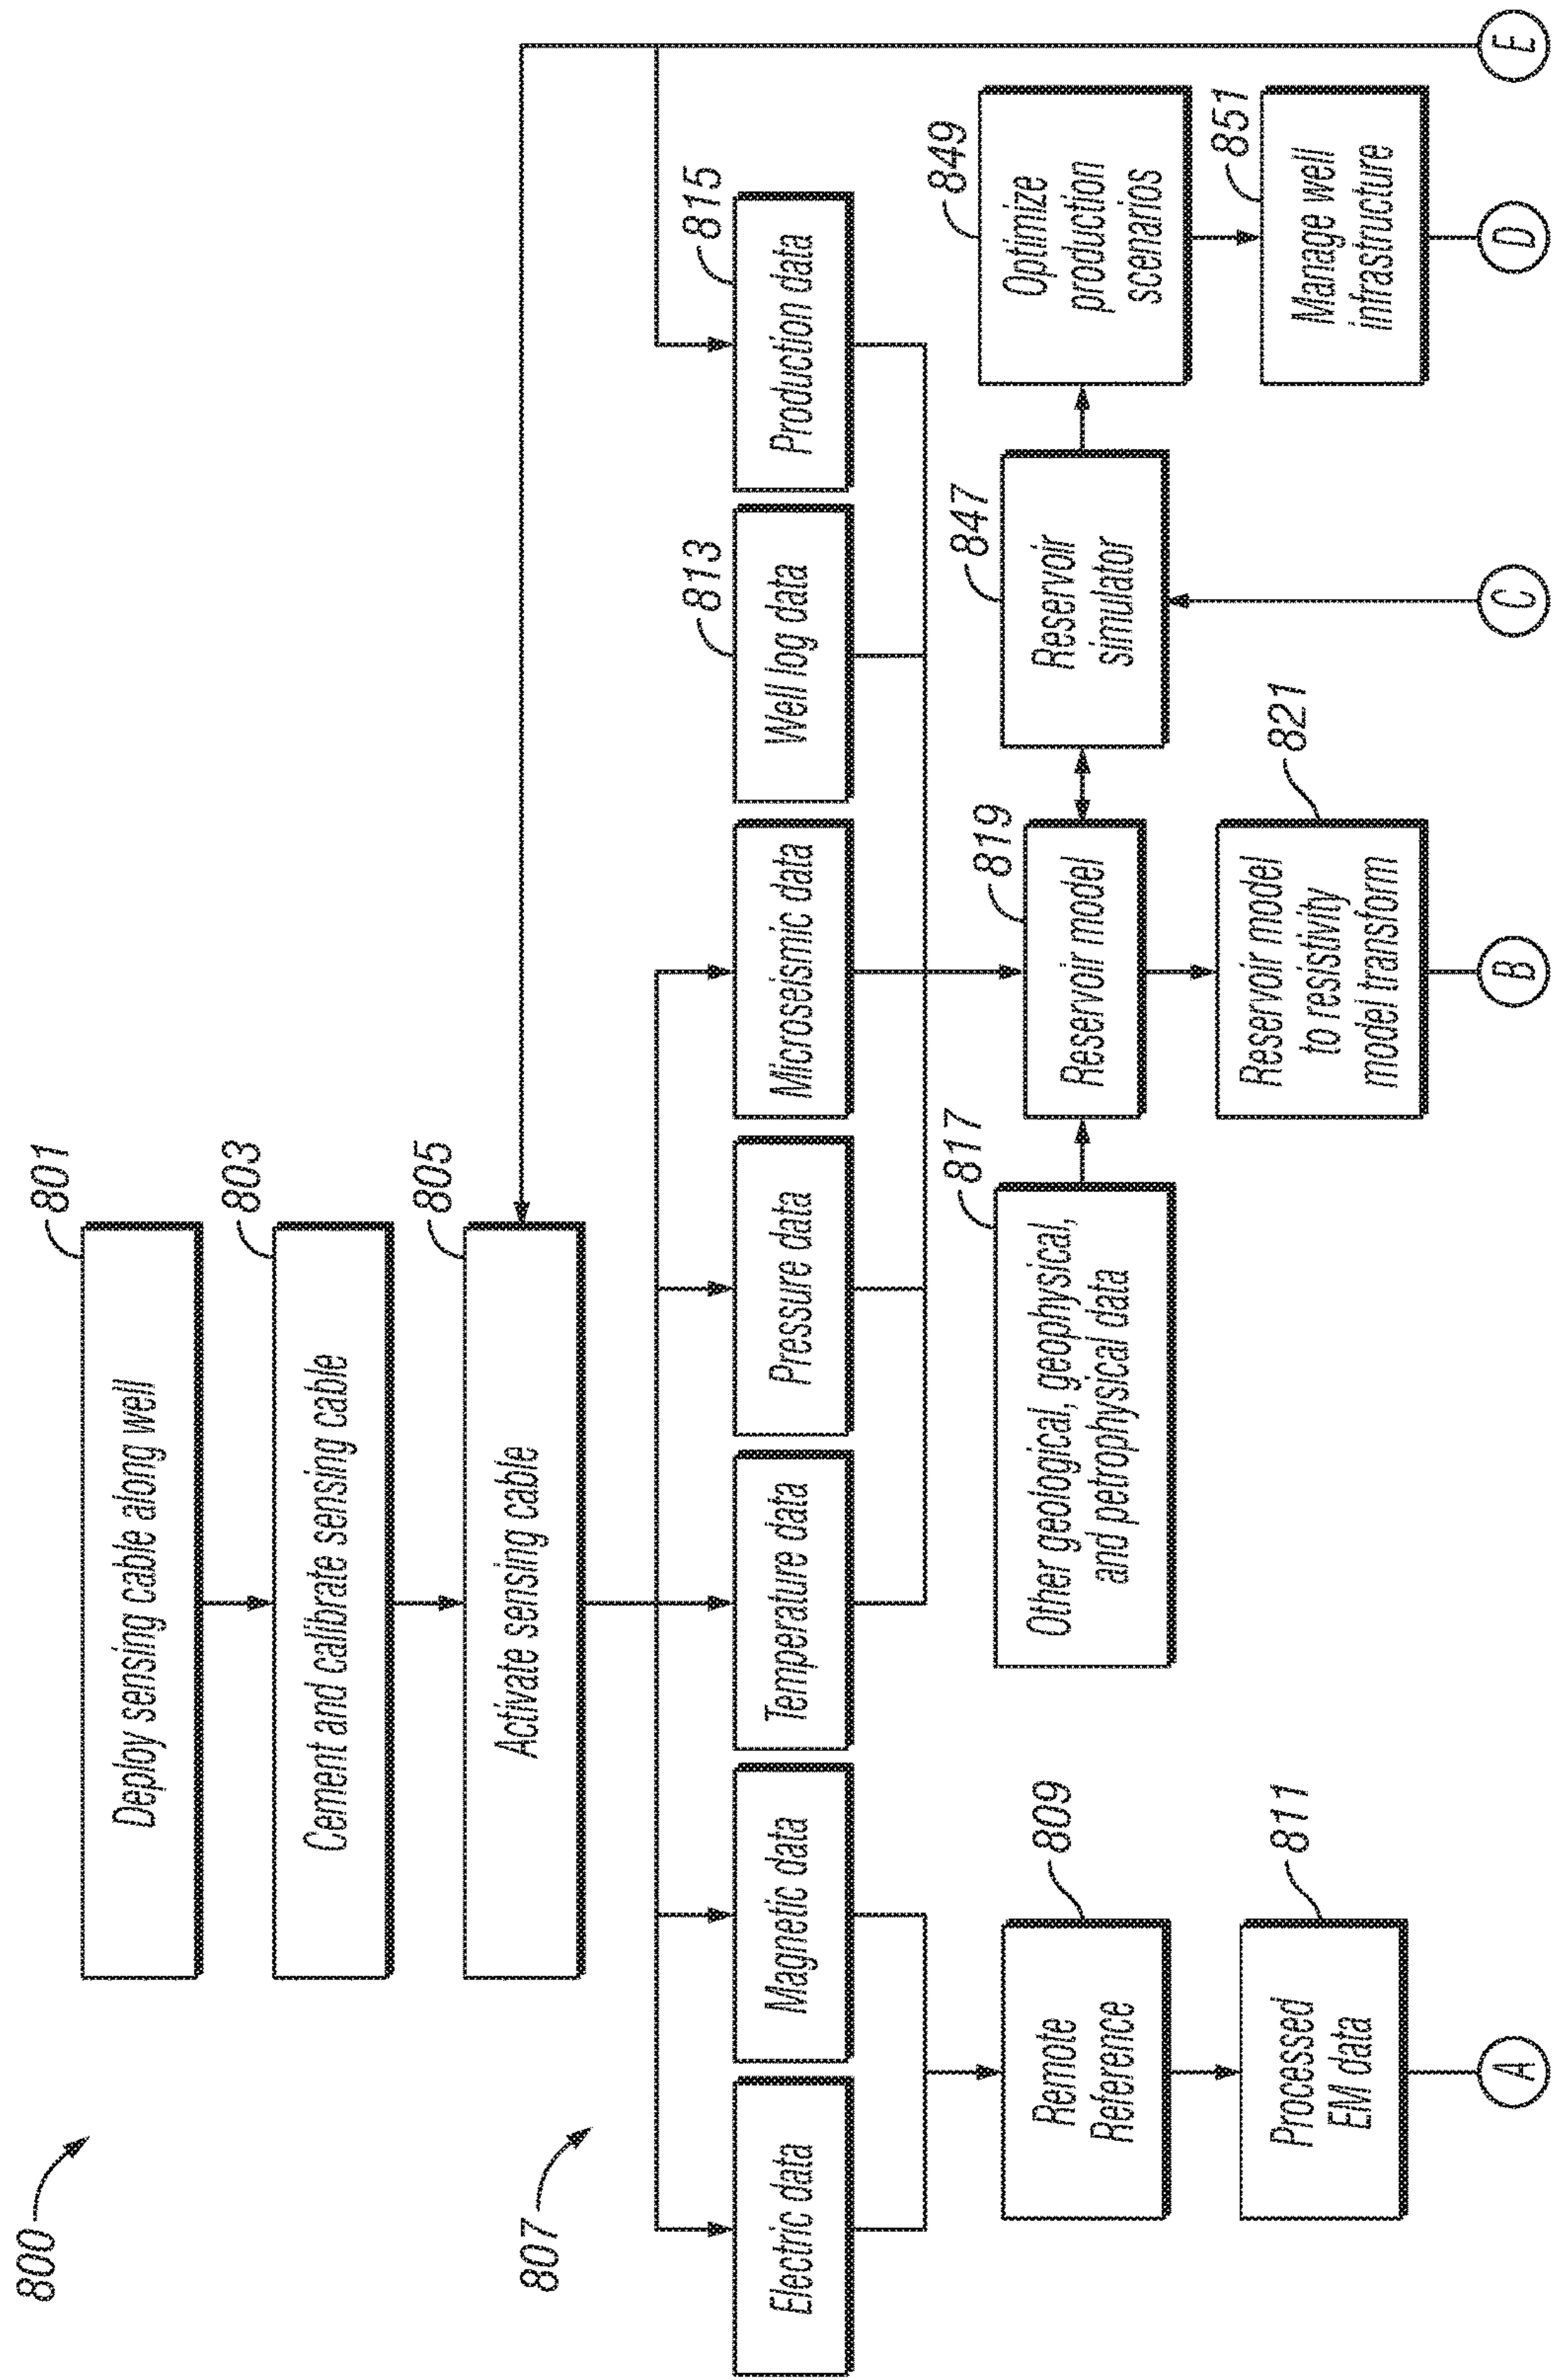 800
801
Deploy sensing cable along well
803
Cement and calibrate sensing cable
805
Activate sensing cable
807
Electric data
Magnetic data
Temperature data
Pressure data
Microseismic data
813
Well log data
815
Production data
809
Remote
Reference
811
Processed
EM data
817
Other geological, geophysical,
and petrophysical data
819
Reservoir model
821
Reservoir model
to resistivity
model transform
847
Reservoir
simulator
849
Optimize
production
scenarios
851
Manage well
infrastructure
A
B
C
D
E